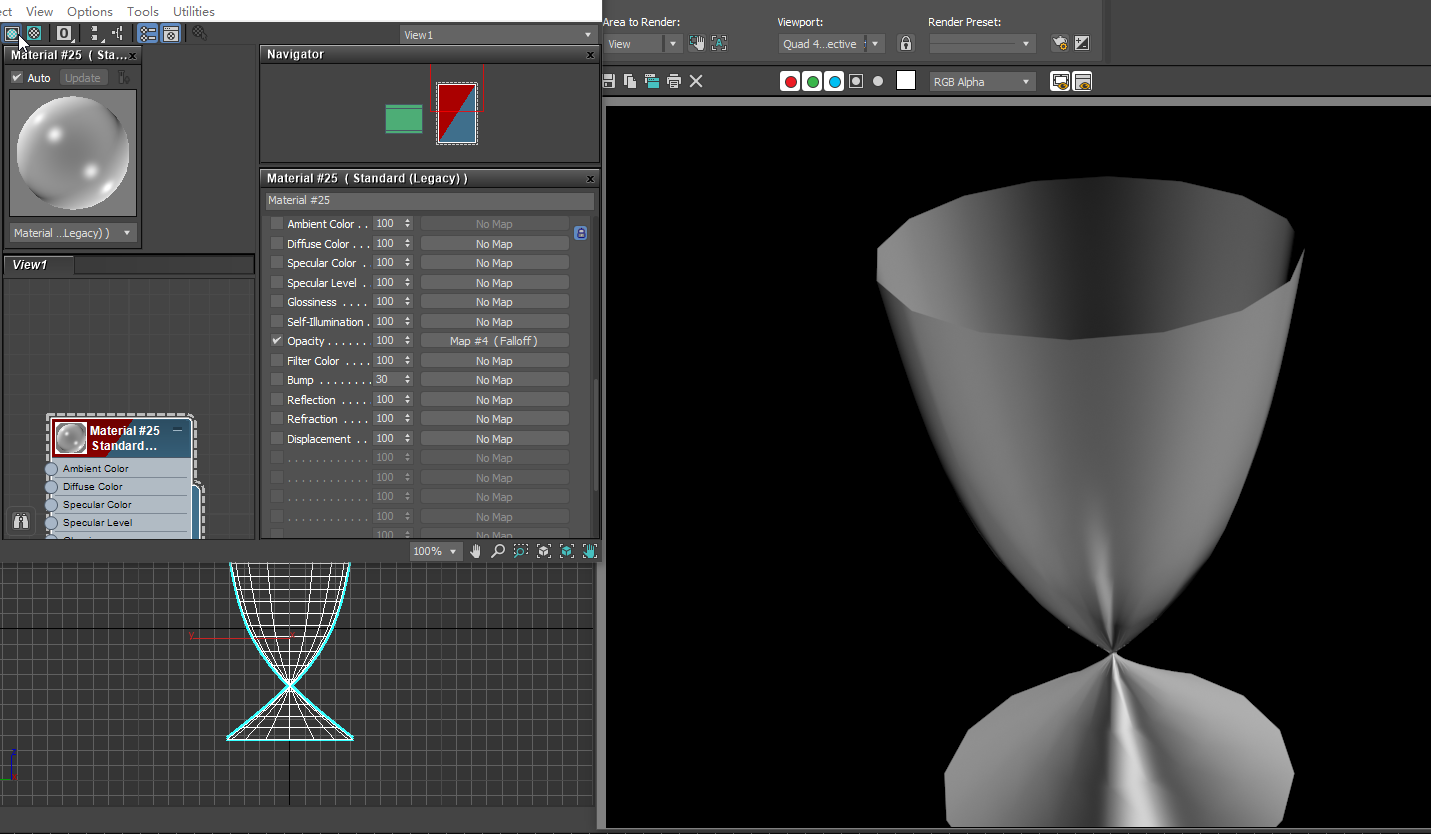 ect View Options Tools Utilities
View1
Material #25 ( Sta... x
Auto Update
Material ...Legacy) )
Navigator x
View1
Material #25 ( Standard (Legacy) ) x
Material #25
Ambient Color . . 100 No Map
Diffuse Color . . . 100 No Map
Specular Color . 100 No Map
Specular Level . 100 No Map
Glossiness . . . . 100 No Map
Self-Illumination . 100 No Map
Opacity . . . . . . 100 Map #4 ( Falloff )
Filter Color . . . . 100 No Map
Bump . . . . . . . . 30 No Map
Reflection . . . . 100 No Map
Refraction . . . . 100 No Map
Displacement . . 100 No Map
. . . . . . . . . . . . 100 No Map
. . . . . . . . . . . . 100 No Map
. . . . . . . . . . . . 100 No Map
. . . . . . . . . . . . 100 No Map
100 No Map
Material #25
Standard...
Ambient Color
Diffuse Color
Specular Color
Specular Level
100%
y
z
Area to Render:
View
Viewport:
Quad 4...ective
Render Preset:
RGB Alpha